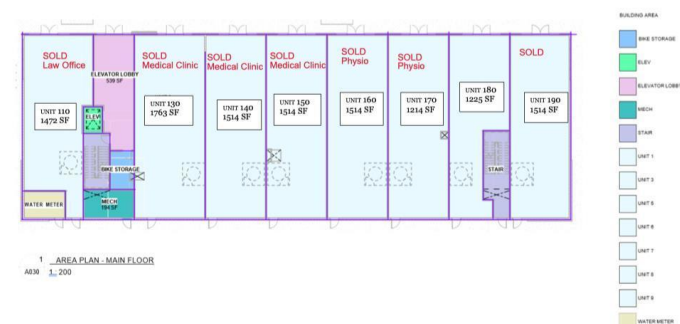 BUILDING AREA
BIKE STORAGE
ELEV
ELEVATOR LOBBY
MECH
STAIR
UNIT 1
UNIT 3
UNIT 5
UNIT 6
UNIT 7
UNIT 8
UNIT 9
WATER METER
SOLD
Law Office
SOLD
Medical Clinic
SOLD
Medical Clinic
SOLD
Medical Clinic
SOLD
Physio
SOLD
Physio
SOLD
ELEVATOR LOBBY
539 SF
UNIT 110
1472 SF
ELEV
UNIT 130
1763 SF
UNIT 140
1514 SF
UNIT 150
1514 SF
UNIT 160
1514 SF
UNIT 170
1214 SF
UNIT 180
1225 SF
UNIT 190
1514 SF
BIKE STORAGE
STAIR
WATER METER
MECH
194 SF
1 AREA PLAN - MAIN FLOOR
A030 1 : 200